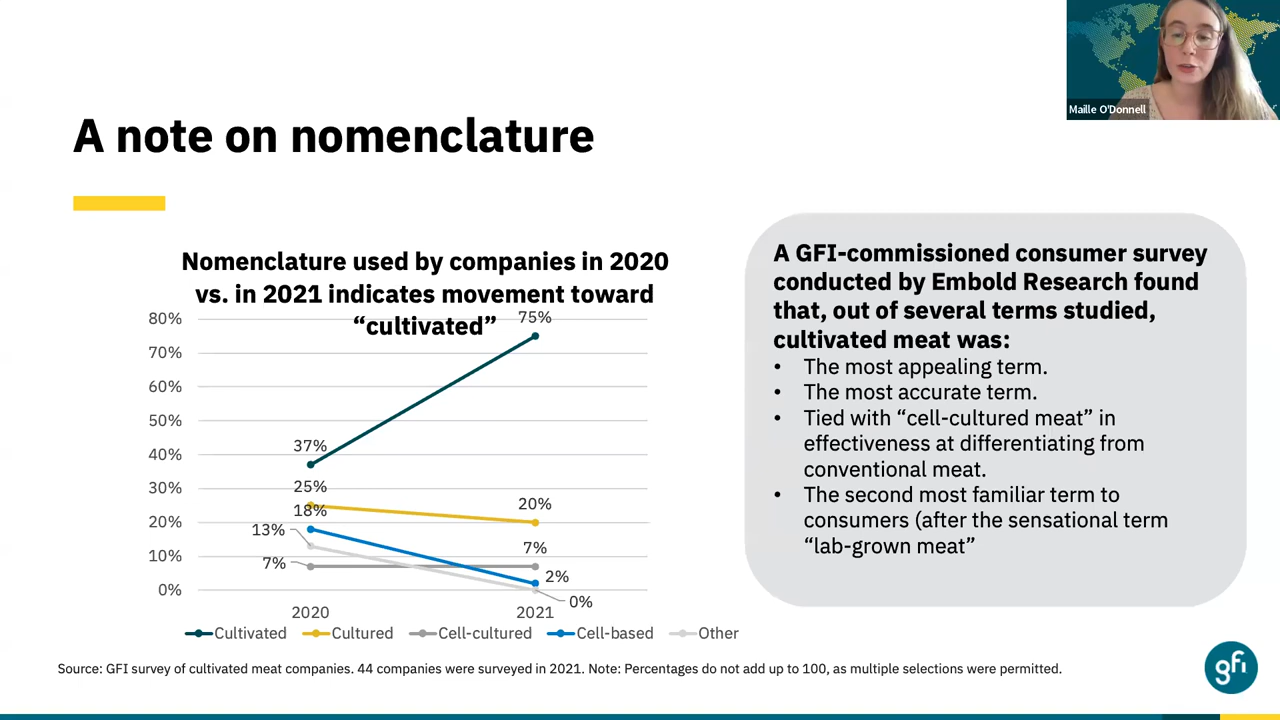 Maille O'Donnell
A note on nomenclature
Nomenclature used by companies in 2020
vs. in 2021 indicates movement toward
“cultivated”
80%
70%
60%
50%
40%
30%
20%
10%
0%
75%
37%
25%
18%
13%
7%
20%
7%
2%
0%
2020
2021
Cultivated
Cultured
Cell-cultured
Cell-based
Other
A GFI-commissioned consumer survey
conducted by Embold Research found
that, out of several terms studied,
cultivated meat was:
• The most appealing term.
• The most accurate term.
• Tied with “cell-cultured meat” in
effectiveness at differentiating from
conventional meat.
• The second most familiar term to
consumers (after the sensational term
“lab-grown meat”
Source: GFI survey of cultivated meat companies. 44 companies were surveyed in 2021. Note: Percentages do not add up to 100, as multiple selections were permitted.
gfi